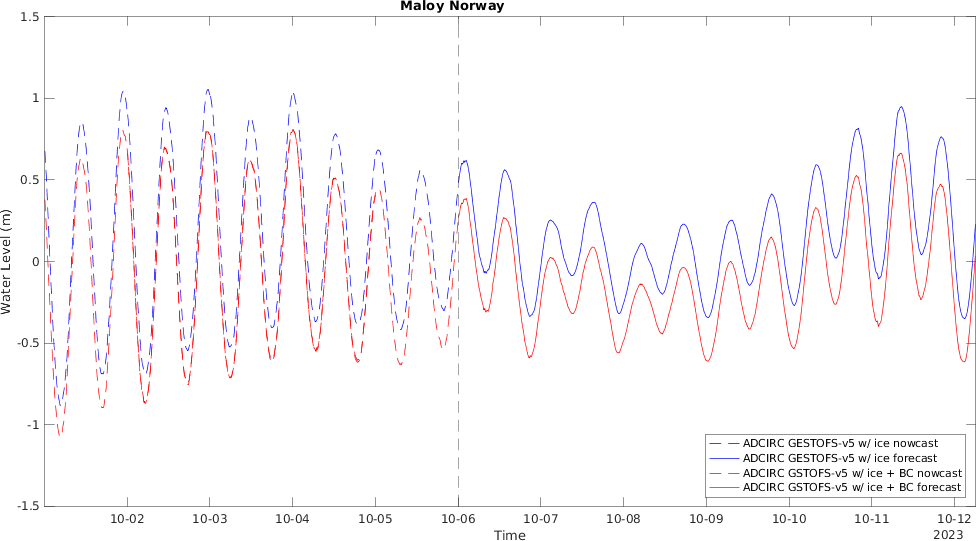 Maloy Norway
1.5
1
0.5
0
-0.5
-1
-1.5
Water Level (m)
10-02 10-03 10-04 10-05 10-06 10-07 10-08 10-09 10-10 10-11 10-12
Time
2023
ADCIRC GESTOFS-v5 w/ ice nowcast
ADCIRC GESTOFS-v5 w/ ice forecast
ADCIRC GSTOFS-v5 w/ ice + BC nowcast
ADCIRC GSTOFS-v5 w/ ice + BC forecast